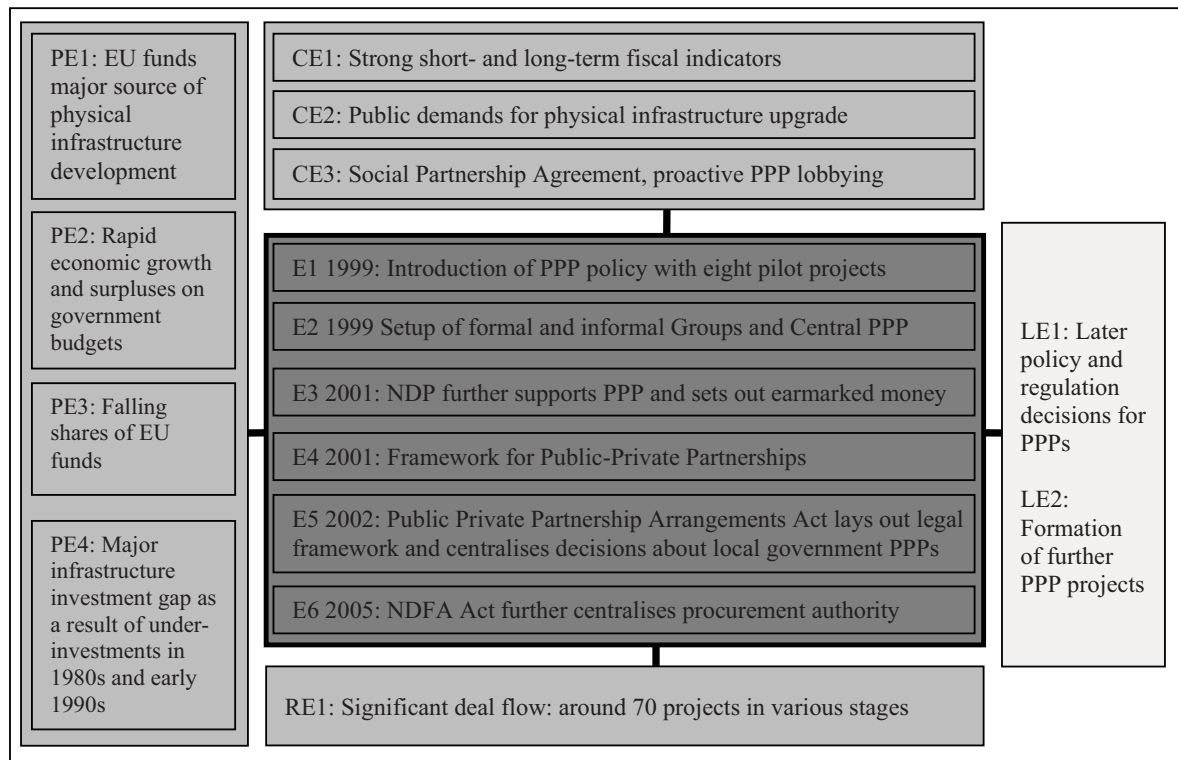 PE1: EU funds
major source of
physical
infrastructure
development
PE2: Rapid
economic growth
and surpluses on
government
budgets
PE3: Falling
shares of EU
funds
PE4: Major
infrastructure
investment gap as
a result of under-
investments in
1980s and early
1990s
CE1: Strong short- and long-term fiscal indicators
CE2: Public demands for physical infrastructure upgrade
CE3: Social Partnership Agreement, proactive PPP lobbying
E1 1999: Introduction of PPP policy with eight pilot projects
E2 1999 Setup of formal and informal Groups and Central PPP
E3 2001: NDP further supports PPP and sets out earmarked money
E4 2001: Framework for Public-Private Partnerships
E5 2002: Public Private Partnership Arrangements Act lays out legal
framework and centralises decisions about local government PPPs
E6 2005: NDFA Act further centralises procurement authority
RE1: Significant deal flow: around 70 projects in various stages
LE1: Later
policy and
regulation
decisions for
PPPs
LE2:
Formation
of further
PPP projects